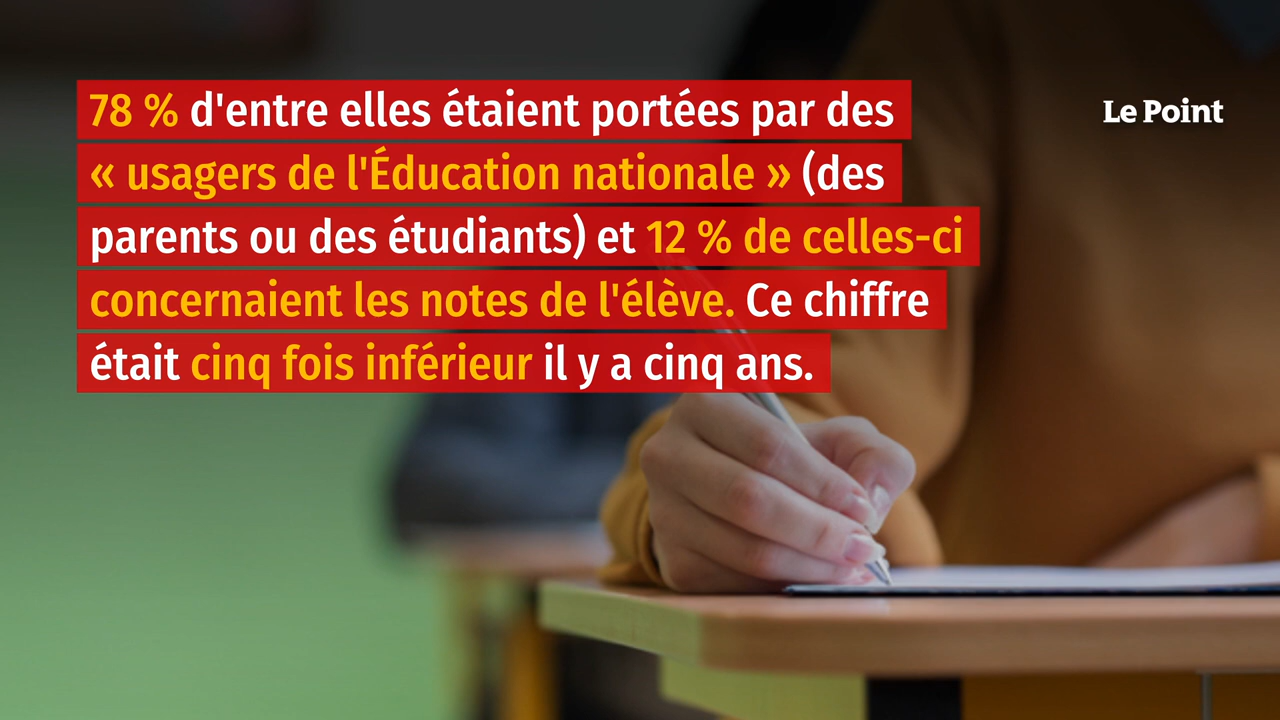 78 % d'entre elles étaient portées par des
« usagers de l'Éducation nationale » (des
parents ou des étudiants) et 12 % de celles-ci
concernaient les notes de l'élève. Ce chiffre
était cinq fois inférieur il y a cinq ans.
Le Point